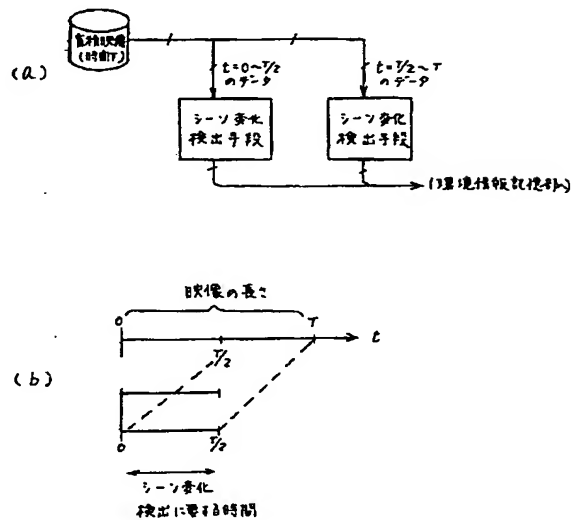 蓄積映像
(時間T)
(a)
t=0~T/2
のデータ
t=T/2~T
のデータ
シーン変化
検出手段
シーン変化
検出手段
(環境情報記憶部へ)
映像の長さ
0
T
t
T/2
(b)
0
T/2
シーン変化
検出に要する時間